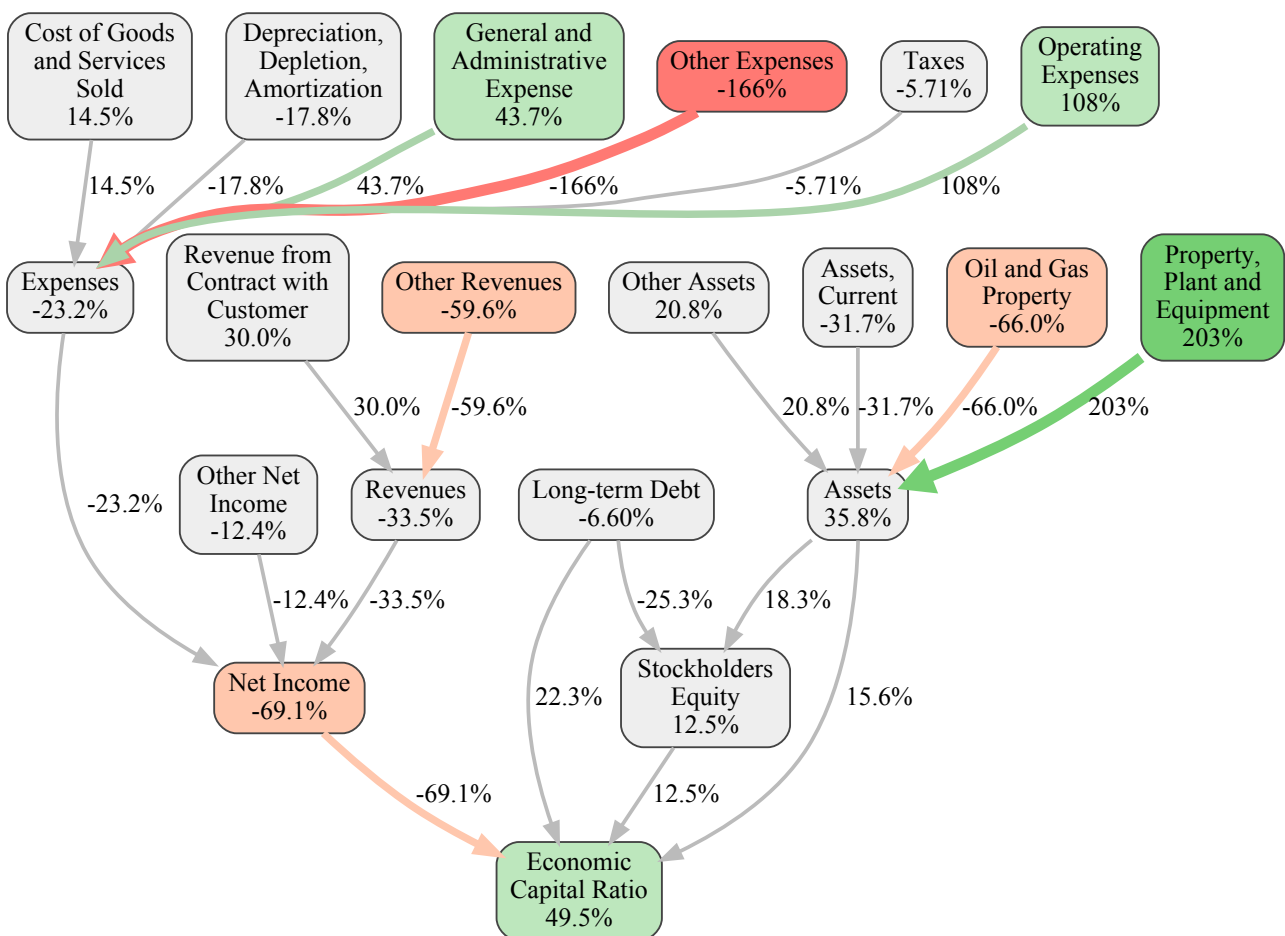 Cost of Goods
and Services
Sold
14.5%
Depreciation,
Depletion,
Amortization
-17.8%
General and
Administrative
Expense
43.7%
Other Expenses
-166%
Taxes
-5.71%
Operating
Expenses
108%
14.5%
-17.8%
43.7%
-166%
-5.71%
108%
Expenses
-23.2%
Revenue from
Contract with
Customer
30.0%
Other Revenues
-59.6%
Other Assets
20.8%
Assets,
Current
-31.7%
Oil and Gas
Property
-66.0%
Property,
Plant and
Equipment
203%
30.0%
-59.6%
20.8%
-31.7%
-66.0%
203%
-23.2%
Other Net
Income
-12.4%
Revenues
-33.5%
Long-term Debt
-6.60%
Assets
35.8%
-12.4%
-33.5%
-25.3%
18.3%
Net Income
-69.1%
22.3%
Stockholders
Equity
12.5%
15.6%
-69.1%
12.5%
Economic
Capital Ratio
49.5%